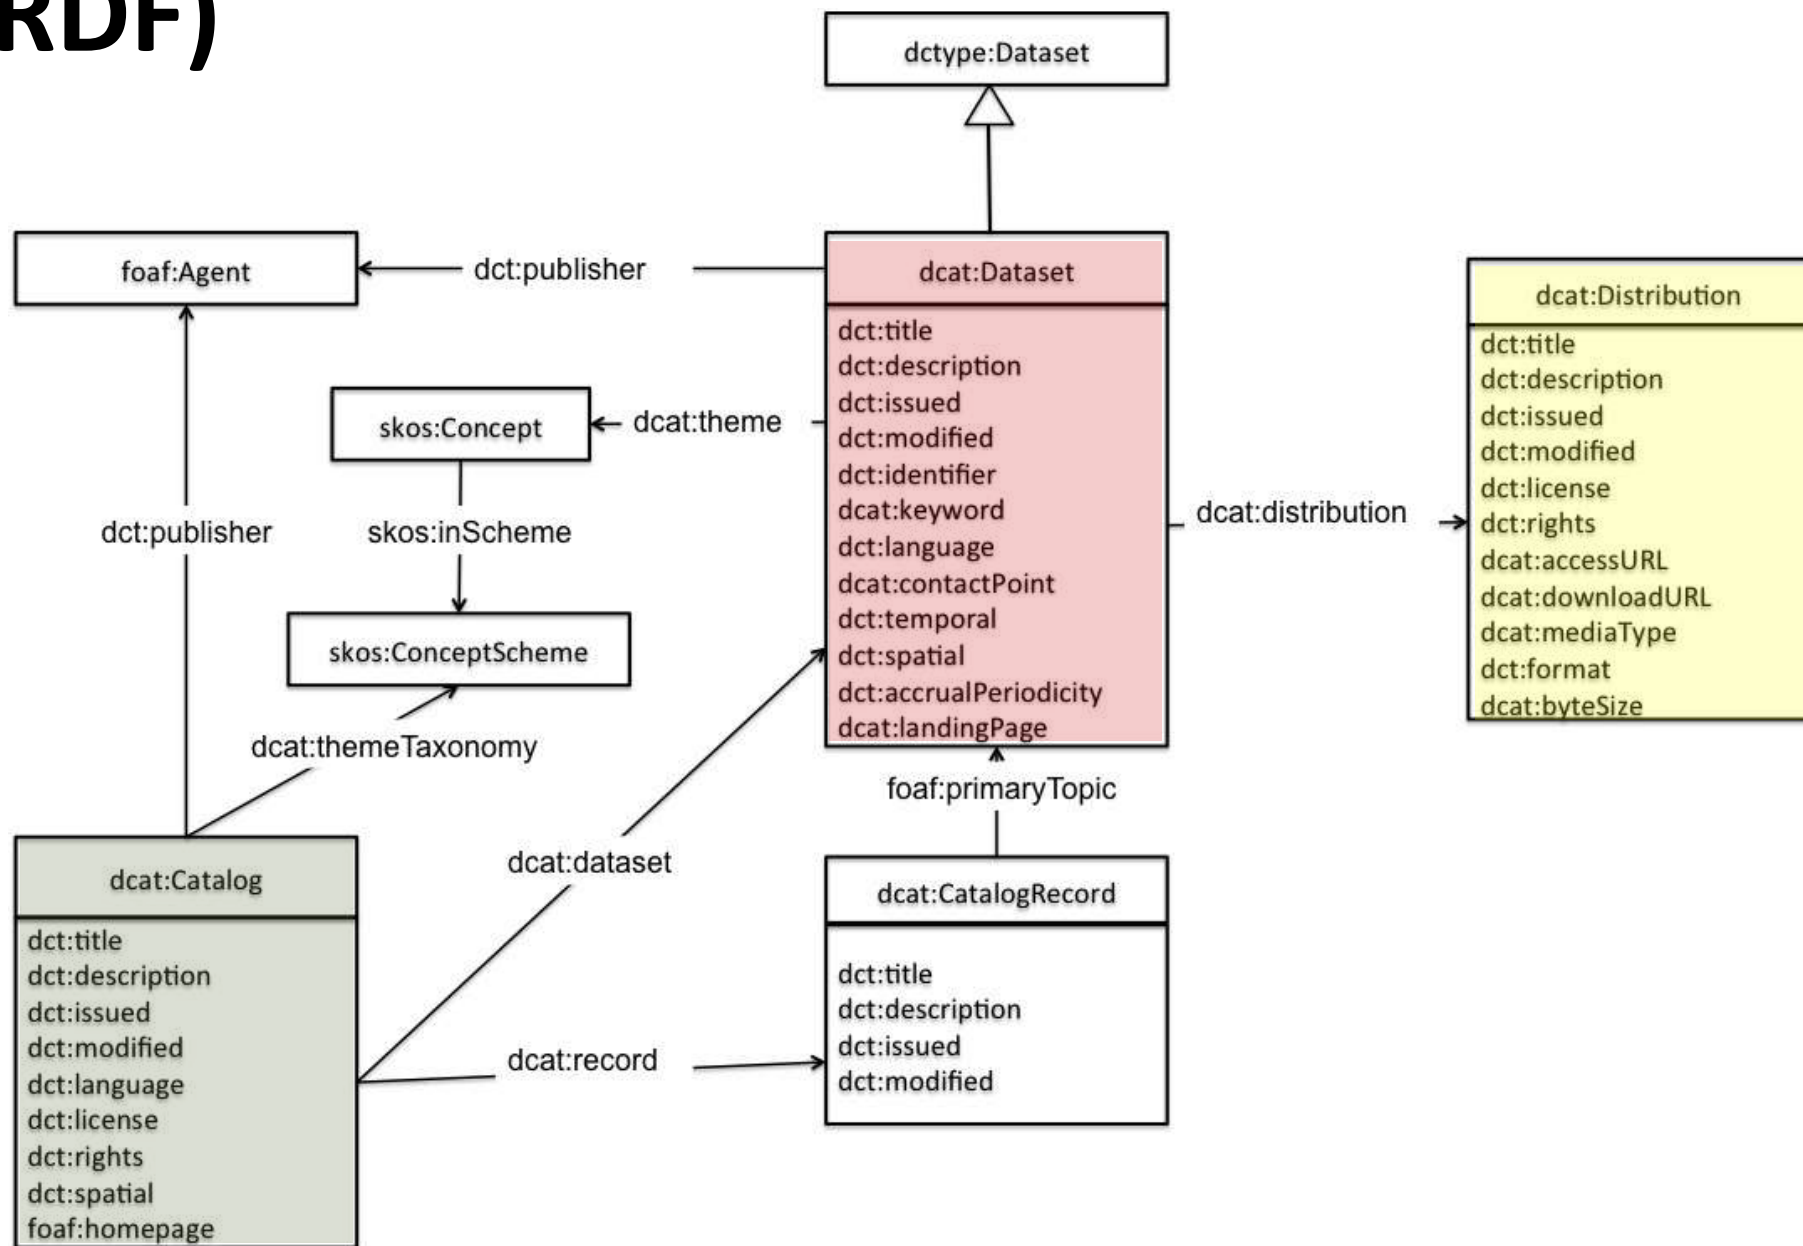 RDF)
dctype:Dataset
foaf:Agent
dct:publisher
dcat:Dataset
dct:title
dct:description
dct:issued
dct:modified
dct:identifier
dcat:keyword
dct:language
dcat:contactPoint
dct:temporal
dct:spatial
dct:accrualPeriodicity
dcat:landingPage
dcat:distribution
dcat:Distribution
dct:title
dct:description
dct:issued
dct:modified
dct:license
dct:rights
dcat:accessURL
dcat:downloadURL
dcat:mediaType
dct:format
dcat:byteSize
skos:Concept
dcat:theme
dct:publisher
skos:inScheme
skos:ConceptScheme
dcat:themeTaxonomy
foaf:primaryTopic
dcat:dataset
dcat:Catalog
dct:title
dct:description
dct:issued
dct:modified
dct:language
dct:license
dct:rights
dct:spatial
foaf:homepage
dcat:record
dcat:CatalogRecord
dct:title
dct:description
dct:issued
dct:modified